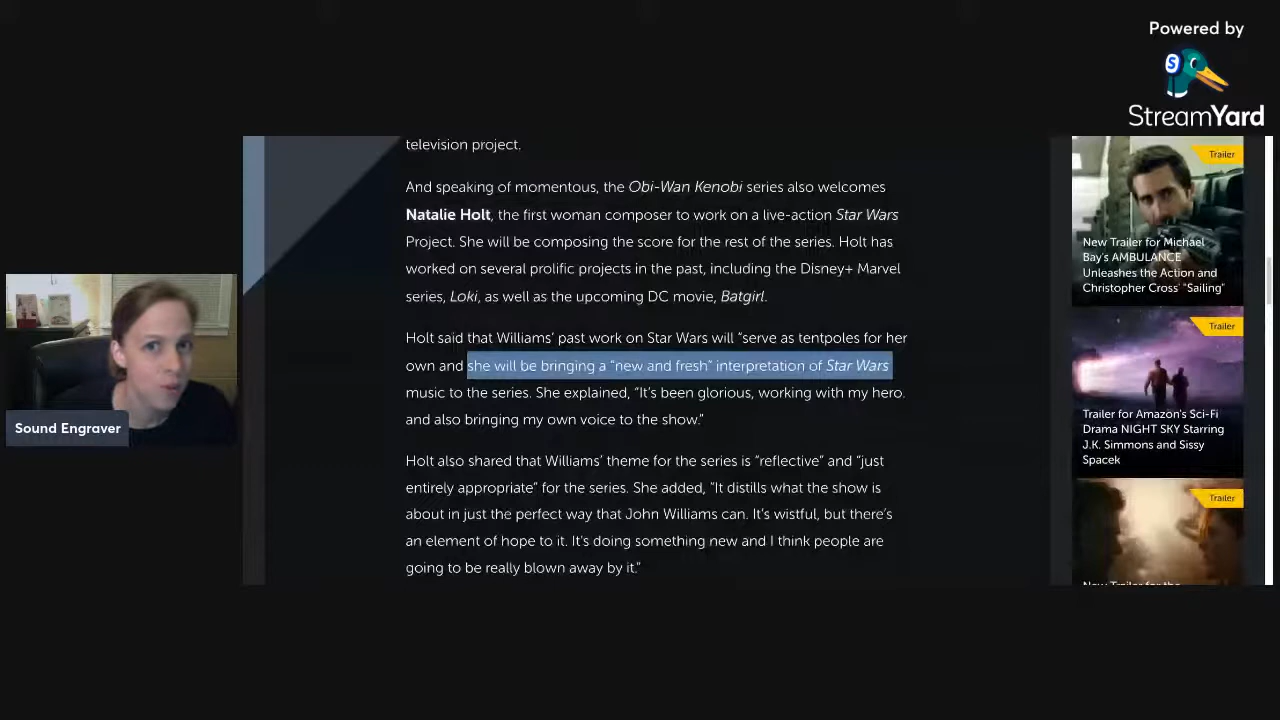 Powered by
StreamYard
television project.
And speaking of momentous, the Obi-Wan Kenobi series also welcomes
Natalie Holt, the first woman composer to work on a live-action Star Wars
Project. She will be composing the score for the rest of the series. Holt has
worked on several prolific projects in the past, including the Disney+ Marvel
series, Loki, as well as the upcoming DC movie, Batgirl.
Holt said that Williams’ past work on Star Wars will “serve as tentpoles for her
own and she will be bringing a “new and fresh” interpretation of Star Wars
music to the series. She explained, “It’s been glorious, working with my hero.
and also bringing my own voice to the show.”
Holt also shared that Williams’ theme for the series is “reflective” and “just
entirely appropriate” for the series. She added, “It distills what the show is
about in just the perfect way that John Williams can. It’s wistful, but there’s
an element of hope to it. It’s doing something new and I think people are
going to be really blown away by it.”
Sound Engraver
Trailer
New Trailer for Michael
Bay's AMBULANCE
Unleashes the Action and
Christopher Cross' "Sailing"
Trailer
Trailer for Amazon's Sci-Fi
Drama NIGHT SKY Starring
J.K. Simmons and Sissy
Spacek
Trailer
New Trailer for the